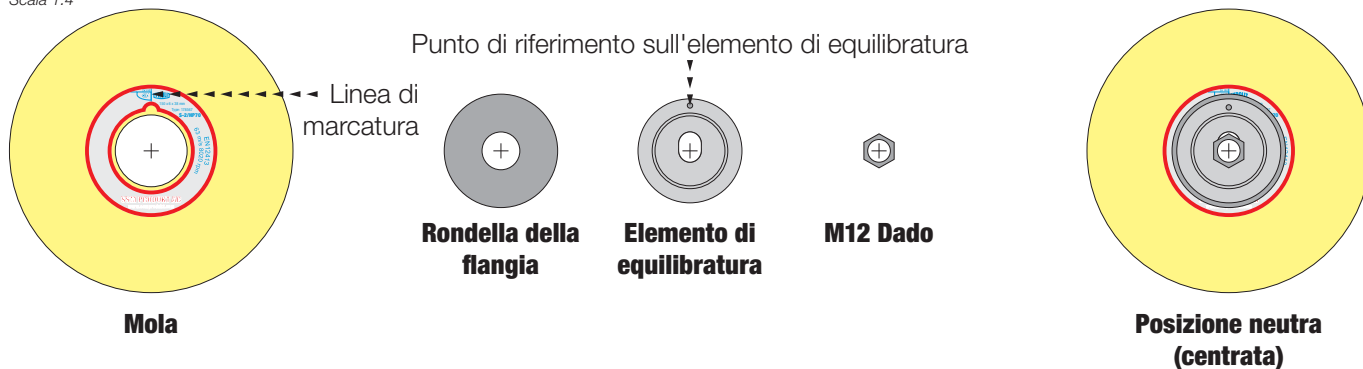 Scala 1:4
Punto di riferimento sull'elemento di equilibratura
Linea di
marcatura
EN12413
Rondella della
flangia
Elemento di
equilibratura
M12 Dado
Mola
Posizione neutra
(centrata)